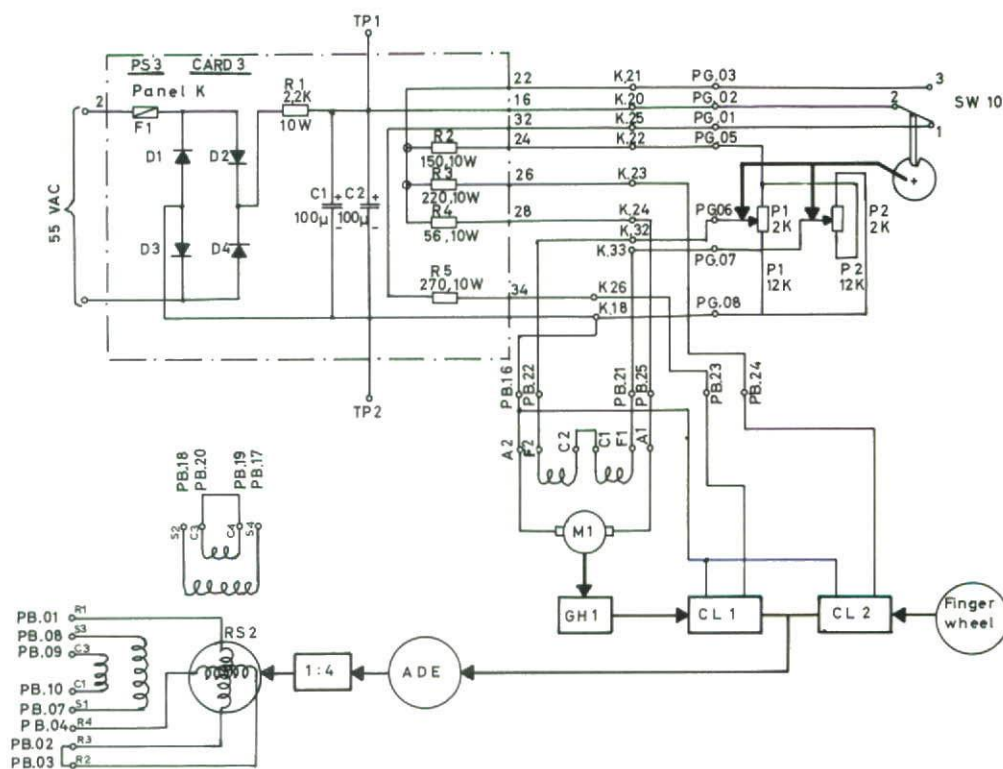 TP1
PS3 CARD 3
Panel K
R1
2,2K
10W
2
F1
D1
D2
D3
D4
55 VAC
C1 +
100µ -
C2 +
100µ -
R2
150,10W
R3
220,10W
R4
56,10W
R5
270,10W
22
16
32
24
26
28
34
K.21
K.20
K.25
K.22
K.23
K.24
K.32
K.33
K.26
K.18
PG.03
PG.02
PG.01
PG.05
PG06
PG.07
PG.08
3
2
1
SW 10
+
P1
2K
P2
2K
P1
12K
P2
12K
TP2
PB.16
PB.22
PB.21
PB.25
PB.23
PB.24
A2
F2
C2
C1
F1
A1
M1
GH1
CL1
CL2
Finger
wheel
PB.18
PB.20
PB.19
PB.17
S2
C3
C4
S4
PB.01 R1
PB.08 S3
PB.09 C3
PB.10 C1
PB.07 S1
PB.04 R4
PB.02 R3
PB.03 R2
RS2
1:4
ADE